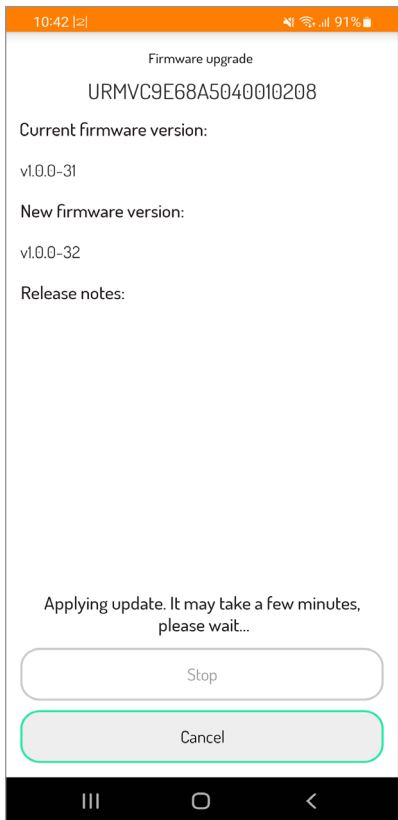 10:42 |2| 91%
Firmware upgrade
URMVC9E68A5040010208
Current firmware version:
v1.0.0-31
New firmware version:
v1.0.0-32
Release notes:
Applying update. It may take a few minutes,
please wait...
Stop
Cancel